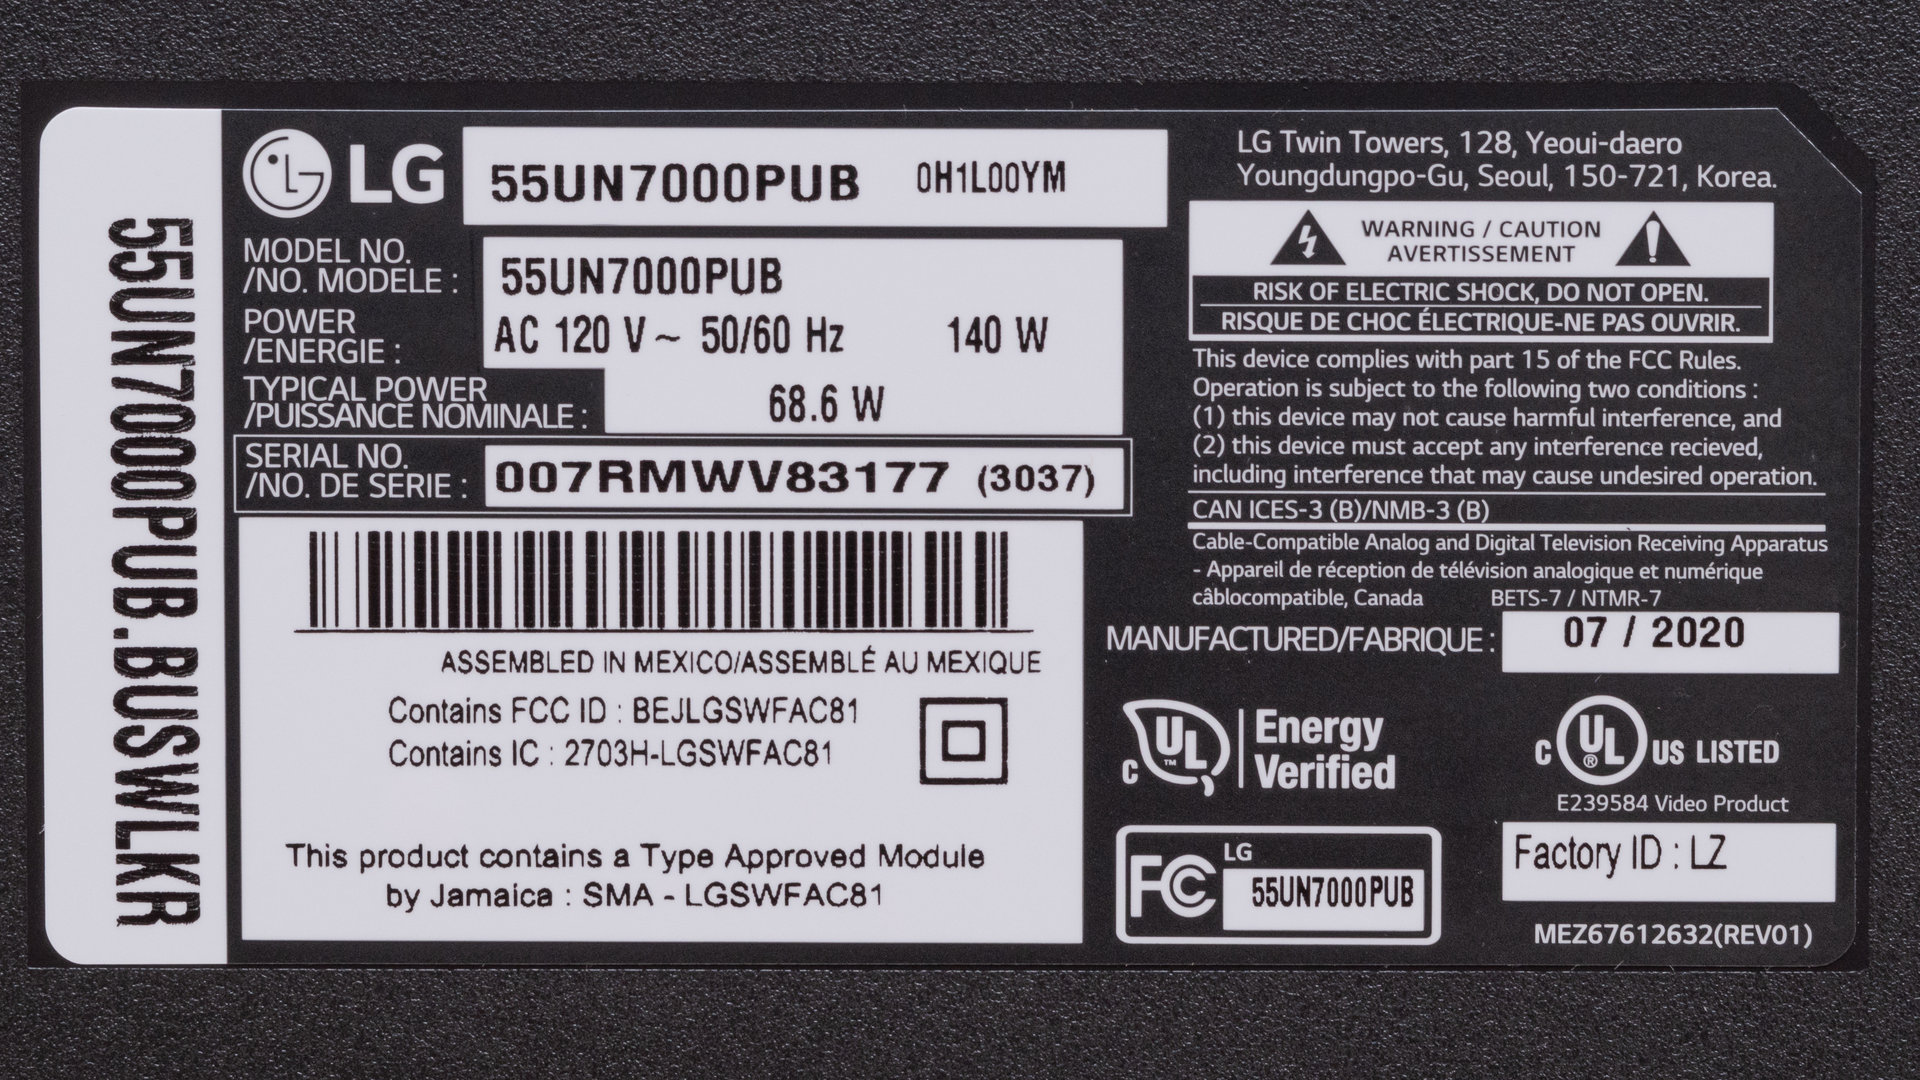 55UN7000PUB.BUSWLKR
LG
55UN7000PUB 0H1L00YM
MODEL NO.
/NO. MODÈLE :
55UN7000PUB
POWER
/ÉNERGIE :
AC 120 V ~ 50/60 Hz 140 W
TYPICAL POWER
/PUISSANCE NOMINALE :
68.6 W
SERIAL NO.
/NO. DE SÉRIE :
007RMWV83177 (3037)
ASSEMBLED IN MEXICO/ASSEMBLÉ AU MEXIQUE
Contains FCC ID : BEJLGSWFAC81
Contains IC : 2703H-LGSWFAC81
This product contains a Type Approved Module
by Jamaica : SMA - LGSWFAC81
LG Twin Towers, 128, Yeoui-daero
Youngdungpo-Gu, Seoul, 150-721, Korea.
WARNING / CAUTION
AVERTISSEMENT
RISK OF ELECTRIC SHOCK, DO NOT OPEN.
RISQUE DE CHOC ÉLECTRIQUE-NE PAS OUVRIR.
This device complies with part 15 of the FCC Rules.
Operation is subject to the following two conditions :
(1) this device may not cause harmful interference, and
(2) this device must accept any interference recieved,
including interference that may cause undesired operation.
CAN ICES-3 (B)/NMB-3 (B)
Cable-Compatible Analog and Digital Television Receiving Apparatus
- Appareil de réception de télévision analogique et numérique
câblocompatible, Canada BETS-7 / NTMR-7
MANUFACTURED/FABRIQUE : 07 / 2020
C UL ™ Energy
Verified
C UL ® US LISTED
E239584 Video Product
FC LG
55UN7000PUB
Factory ID : LZ
MEZ67612632(REV01)